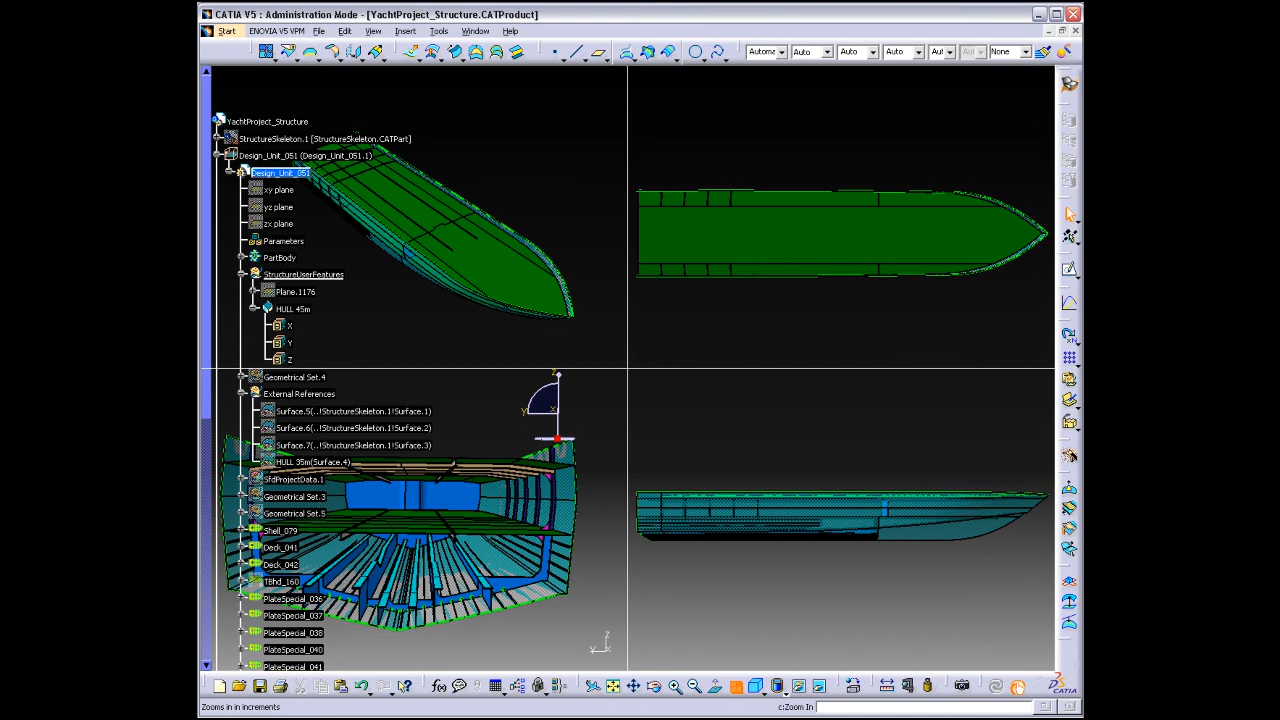 CATIA V5 : Administration Mode - [YachtProject_Structure.CATProduct]
Start ENOVIA V5 VPM File Edit View Insert Tools Window Help
Automa Auto Auto Auto Aut Aut None
YachtProject_Structure
StructureSkeleton.1 [StructureSkeleton.CATPart]
Design_Unit_051 (Design_Unit_051.1)
Design_Unit_051
xy plane
yz plane
zx plane
Parameters
PartBody
StructureUserFeatures
Plane.1176
HULL 45m
X
Y
Z
Geometrical Set.4
z
External References
y x
Surface.5(..!StructureSkeleton.1!Surface.1)
Surface.6(..!StructureSkeleton.1!Surface.2)
Surface.7(..!StructureSkeleton.1!Surface.3)
HULL 35m(Surface.4)
SfdProjectData.1
Geometrical Set.3
Geometrical Set.5
Shell_079
Deck_041
Deck_042
TBhd_160
PlateSpecial_036
PlateSpecial_037
PlateSpecial_038
z
PlateSpecial_040
y x
PlateSpecial_041
f(x)
CATIA
Zooms in in increments c:Zoom In